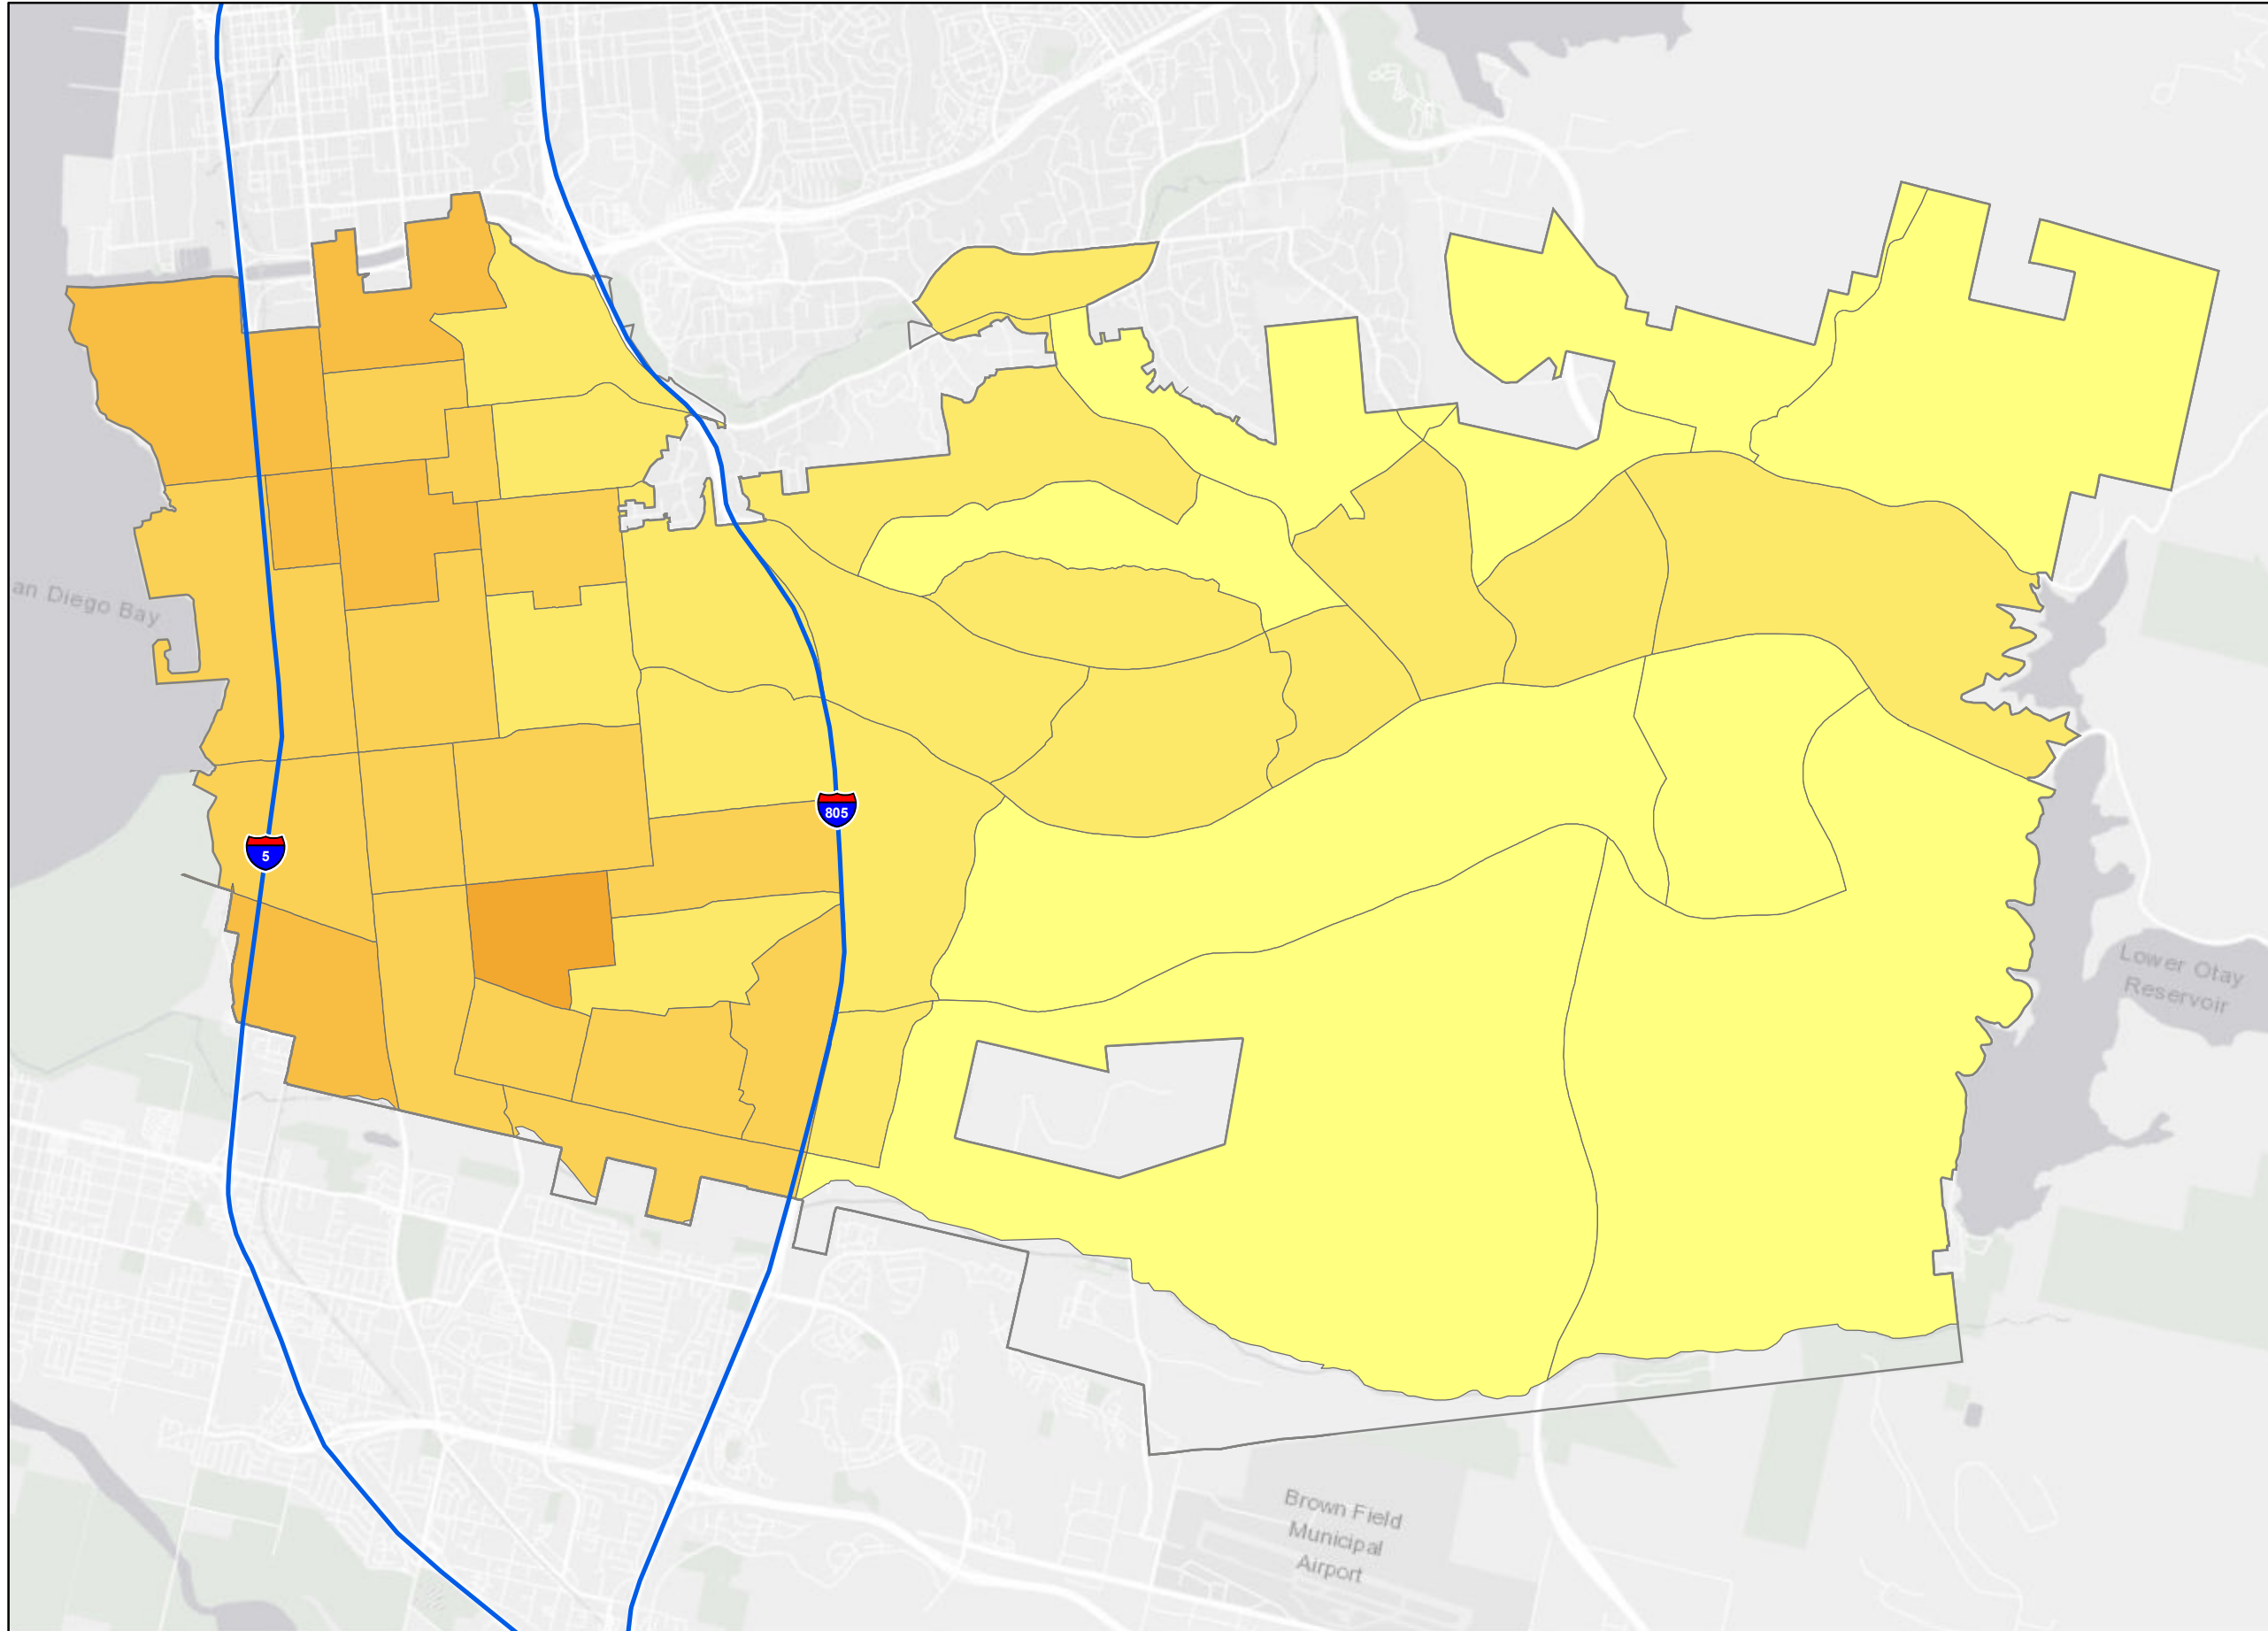 an Diego Bay
805
5
Lower Otay
Reservoir
Brown Field
Municipal
Airport